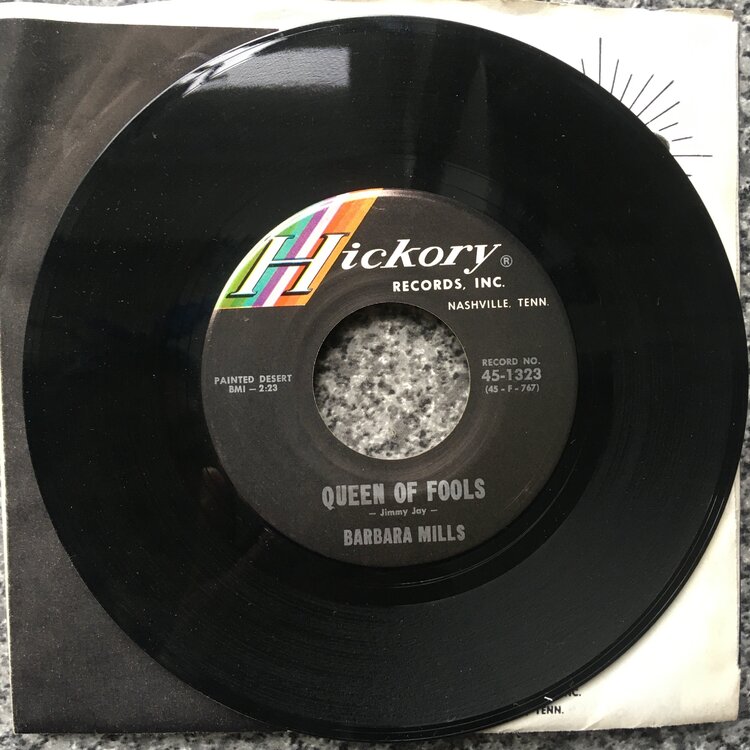 Hickory®
RECORDS, INC.
NASHVILLE, TENN.
PAINTED DESERT
BMI — 2:23
RECORD NO.
45-1323
(45 - F - 767)
QUEEN OF FOOLS
— Jimmy Jay —
BARBARA MILLS
TENN.